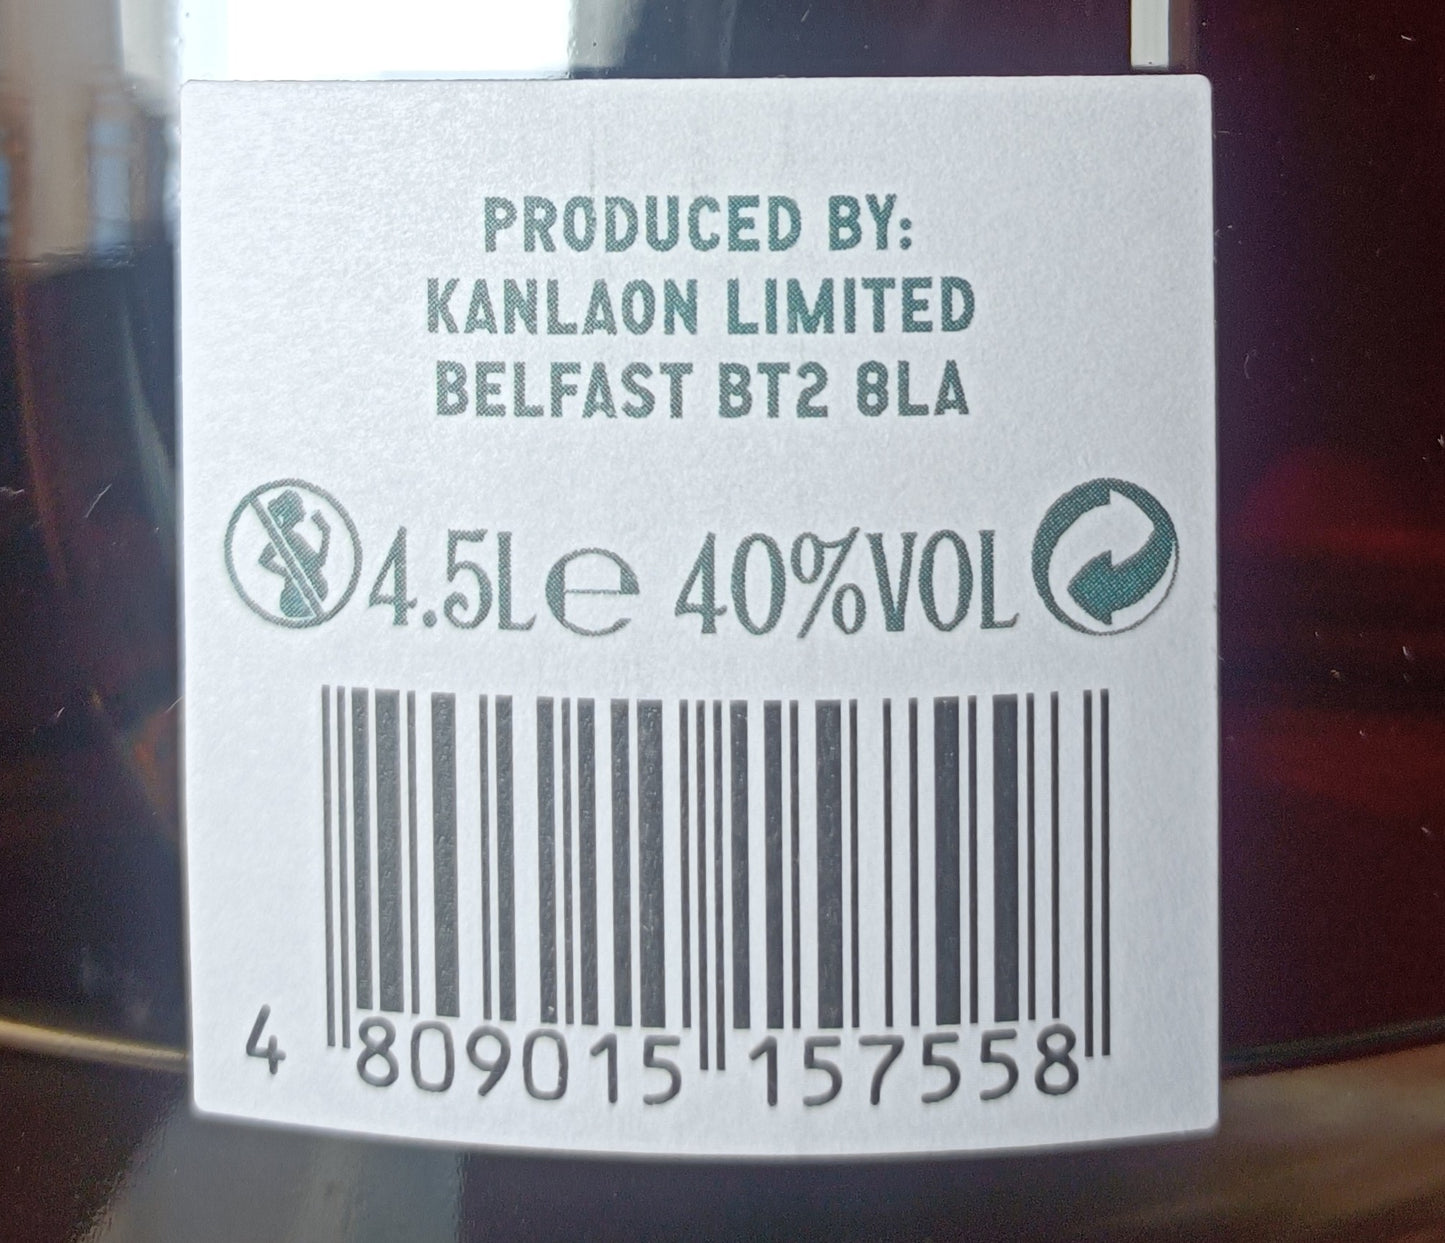 PRODUCED BY:
KANLAON LIMITED
BELFAST BT2 8LA
4.5L e 40%VOL
4 809015 157558